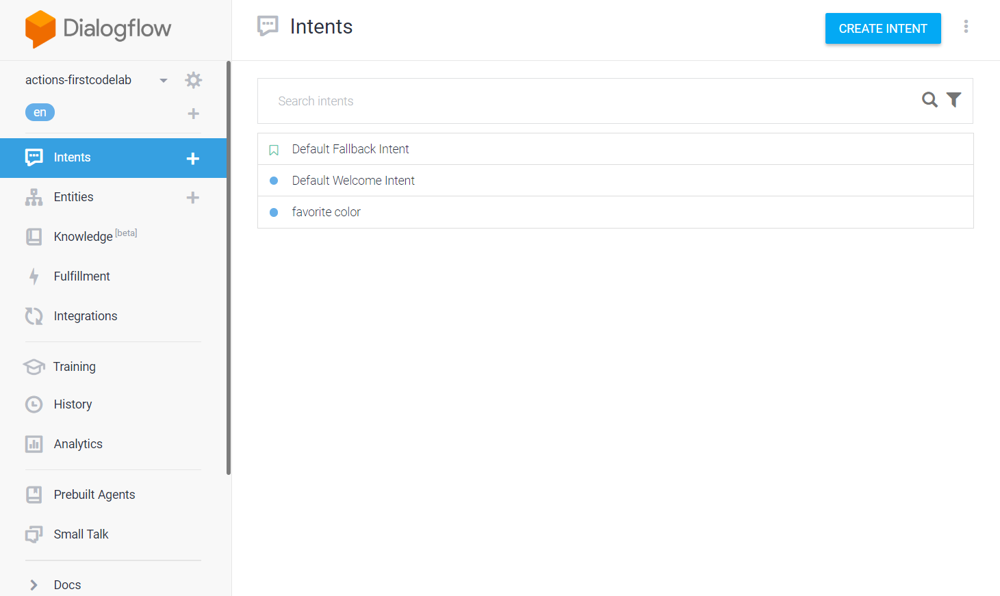 Dialogflow
actions-firstcodelab
en
Intents
Entities
Knowledge [beta]
Fulfillment
Integrations
Training
History
Analytics
Prebuilt Agents
Small Talk
Docs
Intents
CREATE INTENT
Search intents
Default Fallback Intent
Default Welcome Intent
favorite color